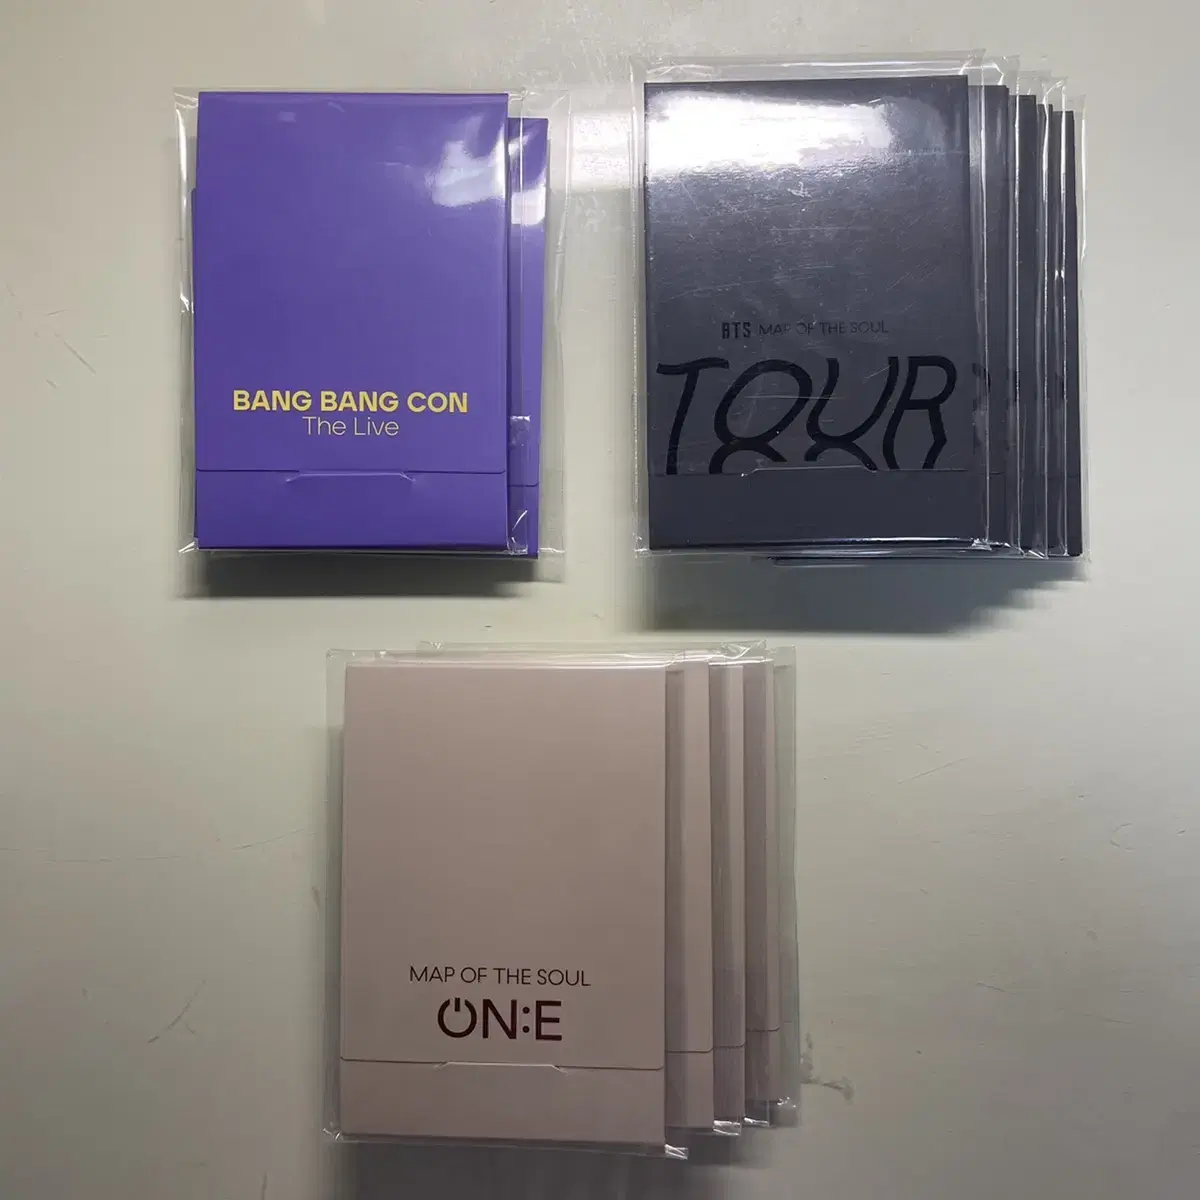 BANG BANG CON
The Live
BTS MAP OF THE SOUL
TOUR
MAP OF THE SOUL
ON:E